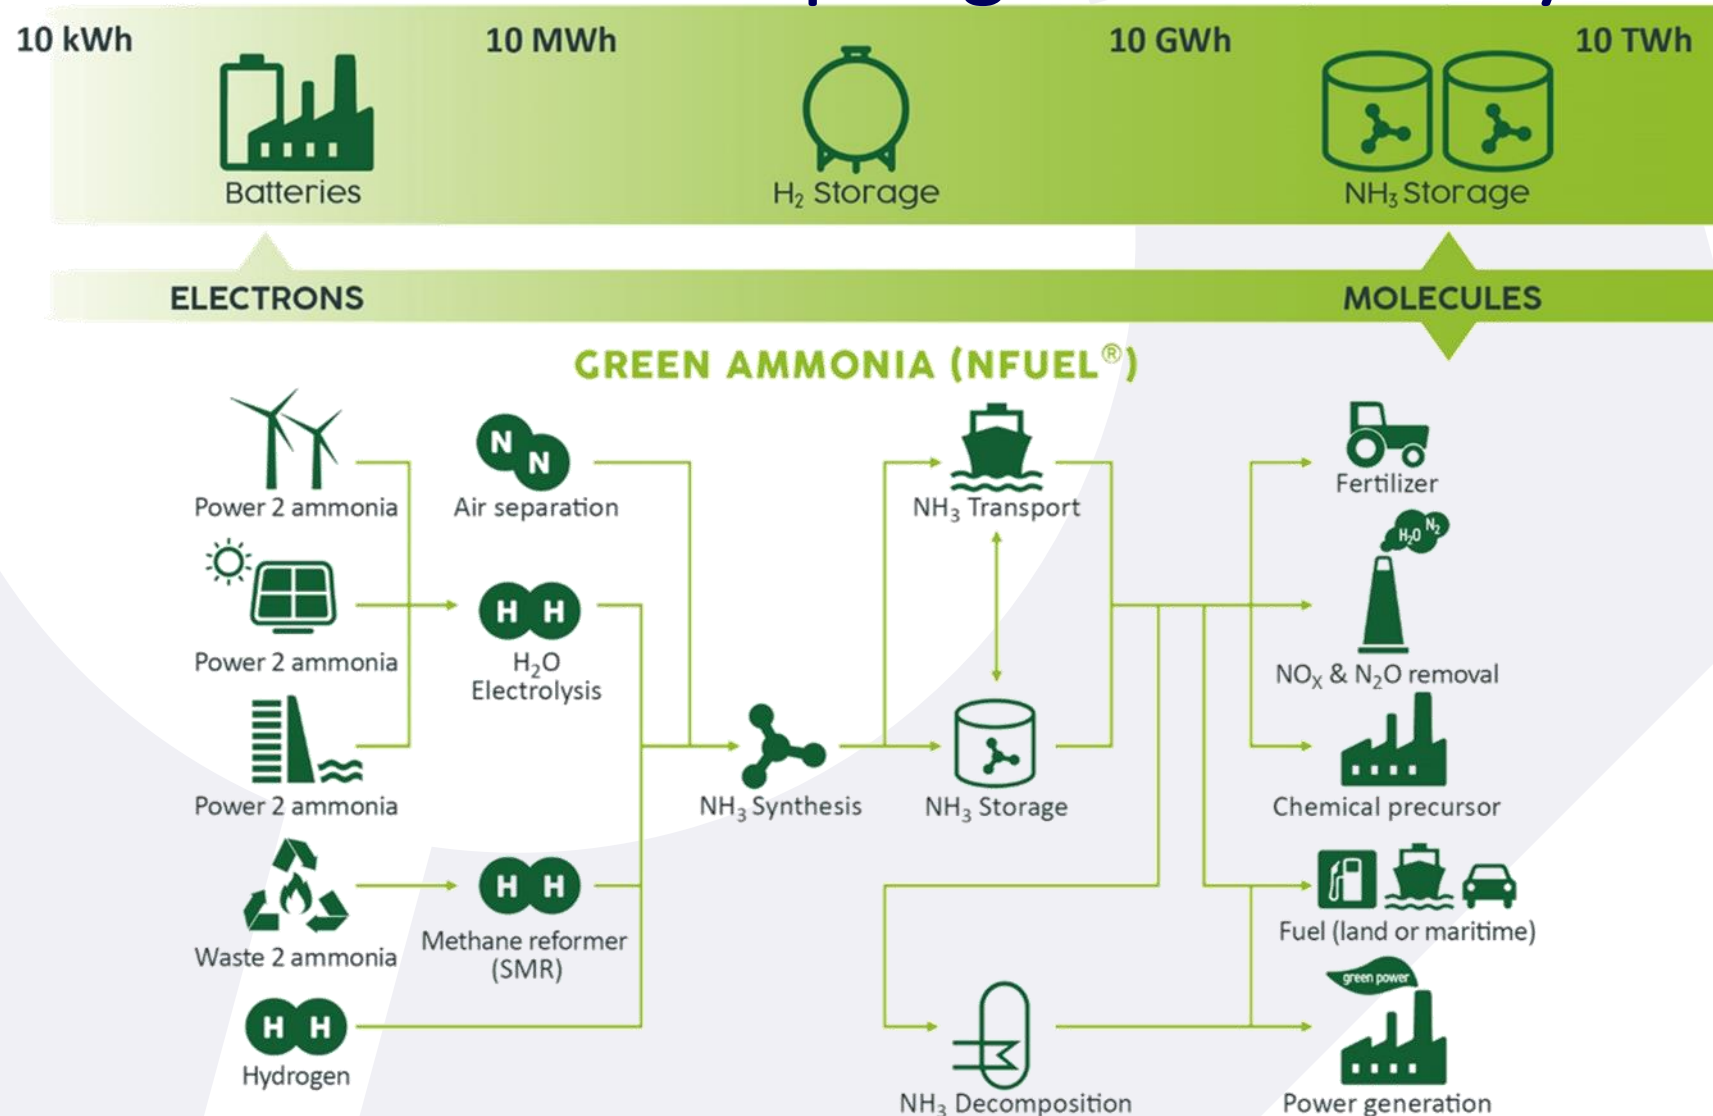 10 kWh
10 MWh
10 GWh
10 TWh
Batteries
H₂ Storage
NH₃ Storage
ELECTRONS
MOLECULES
GREEN AMMONIA (NFUEL®)
Power 2 ammonia
N N
Air separation
NH₃ Transport
Fertilizer
H₂O N₂
NOₓ & N₂O removal
Power 2 ammonia
H H
H₂O
Electrolysis
Power 2 ammonia
NH₃ Synthesis
NH₃ Storage
Chemical precursor
Waste 2 ammonia
H H
Methane reformer
(SMR)
Fuel (land or maritime)
H H
Hydrogen
NH₃ Decomposition
green power
Power generation